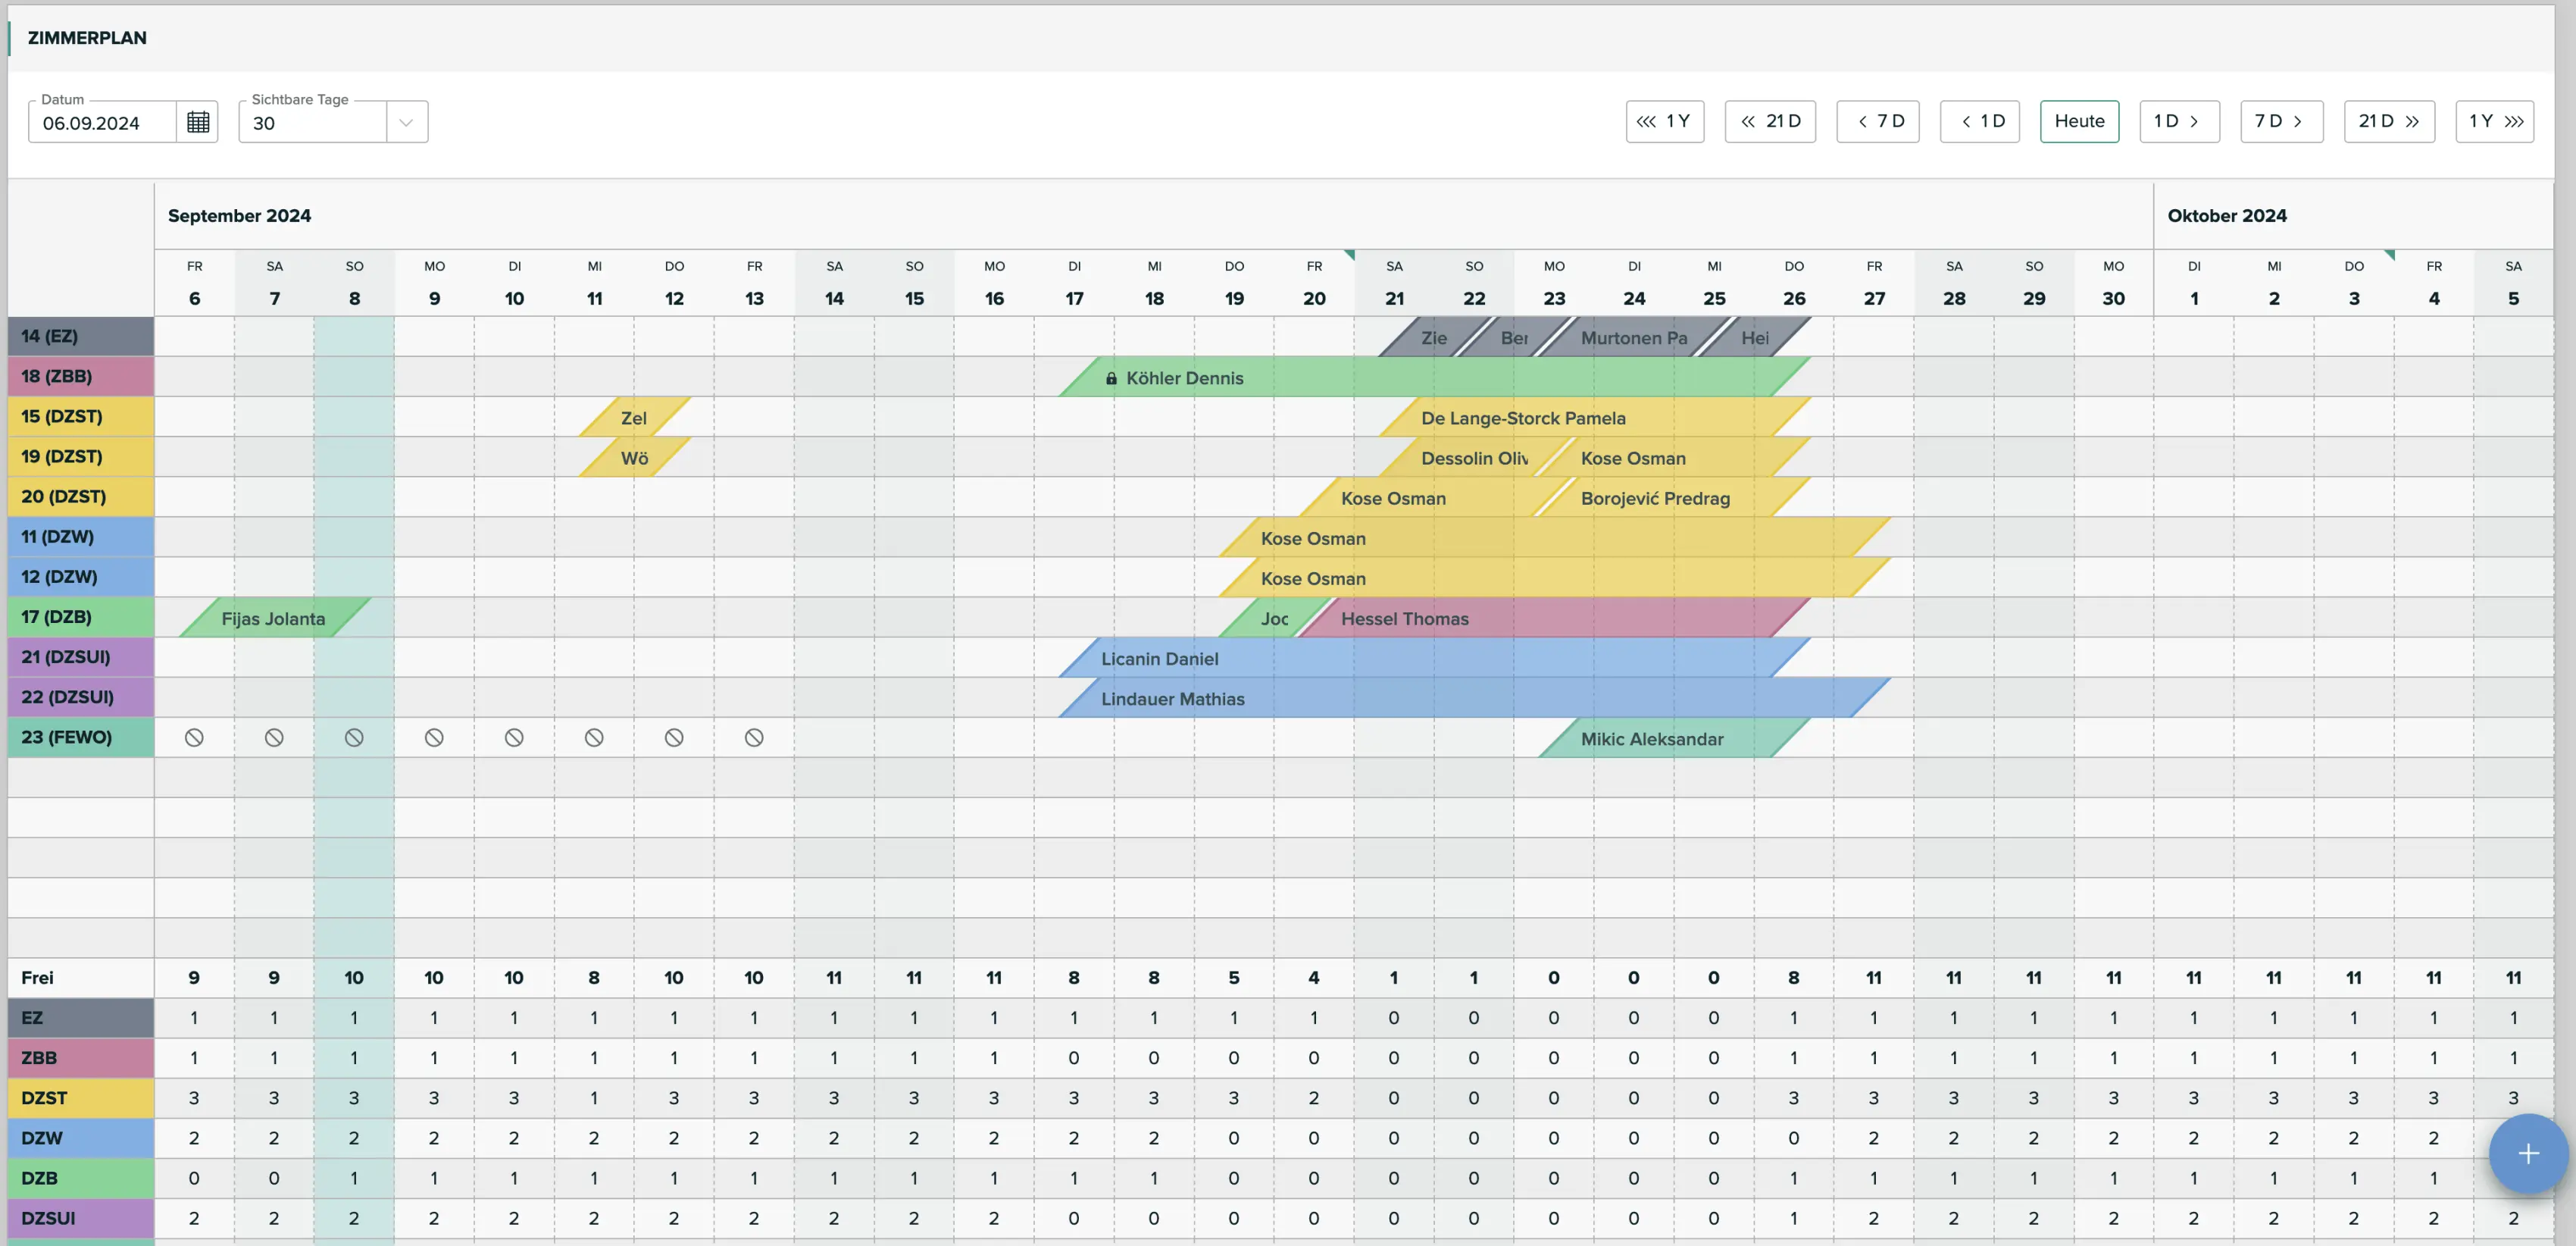 ZIMMERPLAN
Datum
06.09.2024
Sichtbare Tage
30
1 Y
21 D
7 D
1 D
Heute
1 D
7 D
21 D
1 Y
September 2024
Oktober 2024
FR SA SO MO DI MI DO FR SA SO MO DI MI DO FR SA SO MO DI MI DO FR SA SO MO DI MI DO FR SA
6 7 8 9 10 11 12 13 14 15 16 17 18 19 20 21 22 23 24 25 26 27 28 29 30 1 2 3 4 5
14 (EZ) Zie Ber Murtonen Pa Hei
18 (ZBB) Köhler Dennis
15 (DZST) Zel De Lange-Storck Pamela
19 (DZST) Wö Dessolin Oliv Kose Osman
20 (DZST) Kose Osman Borojević Predrag
11 (DZW) Kose Osman
12 (DZW) Kose Osman
17 (DZB) Fijas Jolanta Joc Hessel Thomas
21 (DZSUI) Licanin Daniel
22 (DZSUI) Lindauer Mathias
23 (FEWO) Mikic Aleksandar
Frei 9 9 10 10 10 8 10 10 11 11 11 8 8 5 4 1 1 0 0 0 8 11 11 11 11 11 11 11 11 11
EZ 1 1 1 1 1 1 1 1 1 1 1 1 1 1 1 0 0 0 0 0 1 1 1 1 1 1 1 1 1 1
ZBB 1 1 1 1 1 1 1 1 1 1 1 0 0 0 0 0 0 0 0 0 1 1 1 1 1 1 1 1 1 1
DZST 3 3 3 3 3 1 3 3 3 3 3 3 3 3 2 0 0 0 0 0 3 3 3 3 3 3 3 3 3 3
DZW 2 2 2 2 2 2 2 2 2 2 2 2 2 0 0 0 0 0 0 0 0 2 2 2 2 2 2 2 2
DZB 0 0 1 1 1 1 1 1 1 1 1 1 1 0 0 0 0 0 0 0 1 1 1 1 1 1 1 1 1
DZSUI 2 2 2 2 2 2 2 2 2 2 2 0 0 0 0 0 0 0 0 0 1 2 2 2 2 2 2 2 2 2